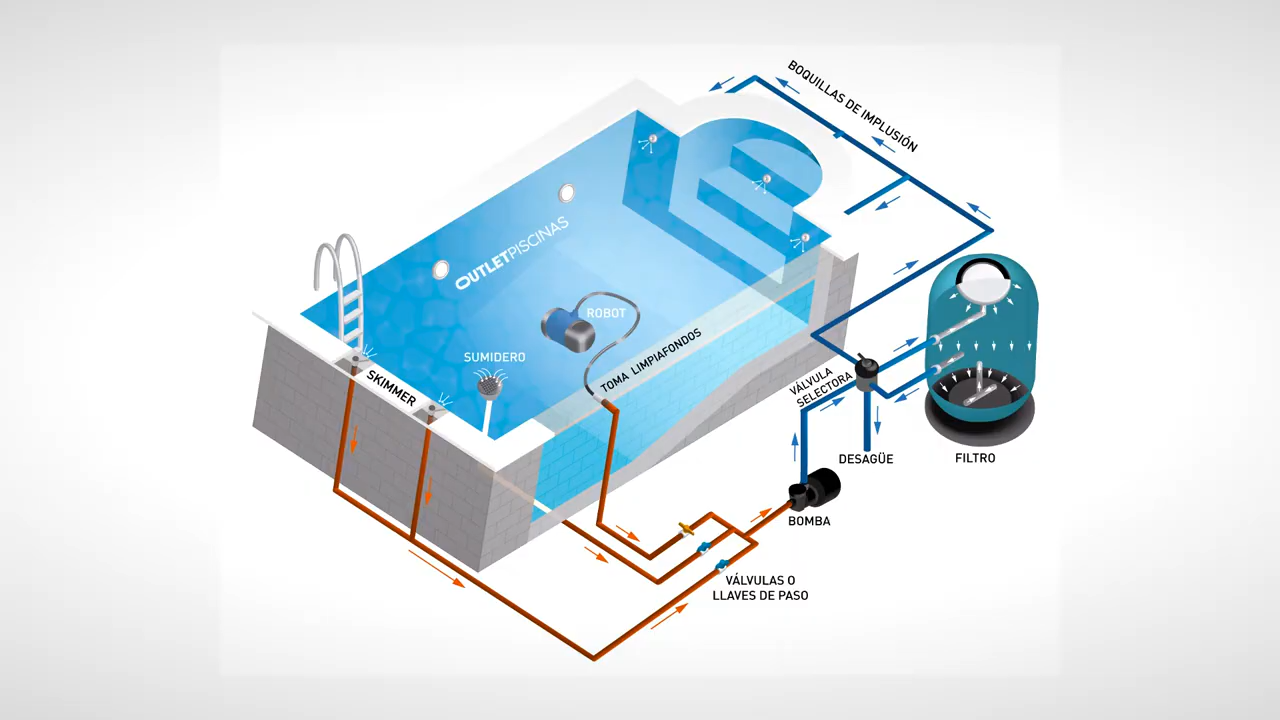 BOQUILLAS DE IMPLUSIÓN
OUTLETPISCINAS
ROBOT
SUMIDERO
TOMA LIMPIAFONDOS
SKIMMER
VÁLVULA
SELECTORA
DESAGÜE
FILTRO
BOMBA
VÁLVULAS O
LLAVES DE PASO